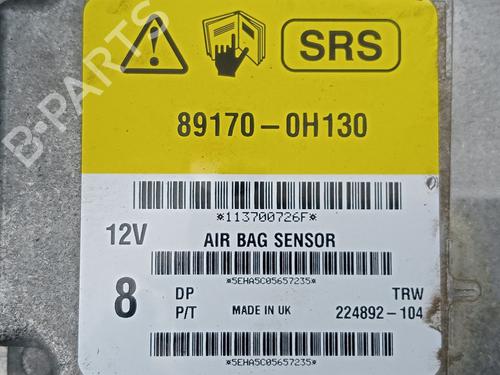 SRS
89170-0H130
*113700726F*
12V AIR BAG SENSOR
*5EHA5C05657235*
8 DP TRW
P/T MADE IN UK 224892-104
*5EHA5C05657235*
B-PARTS